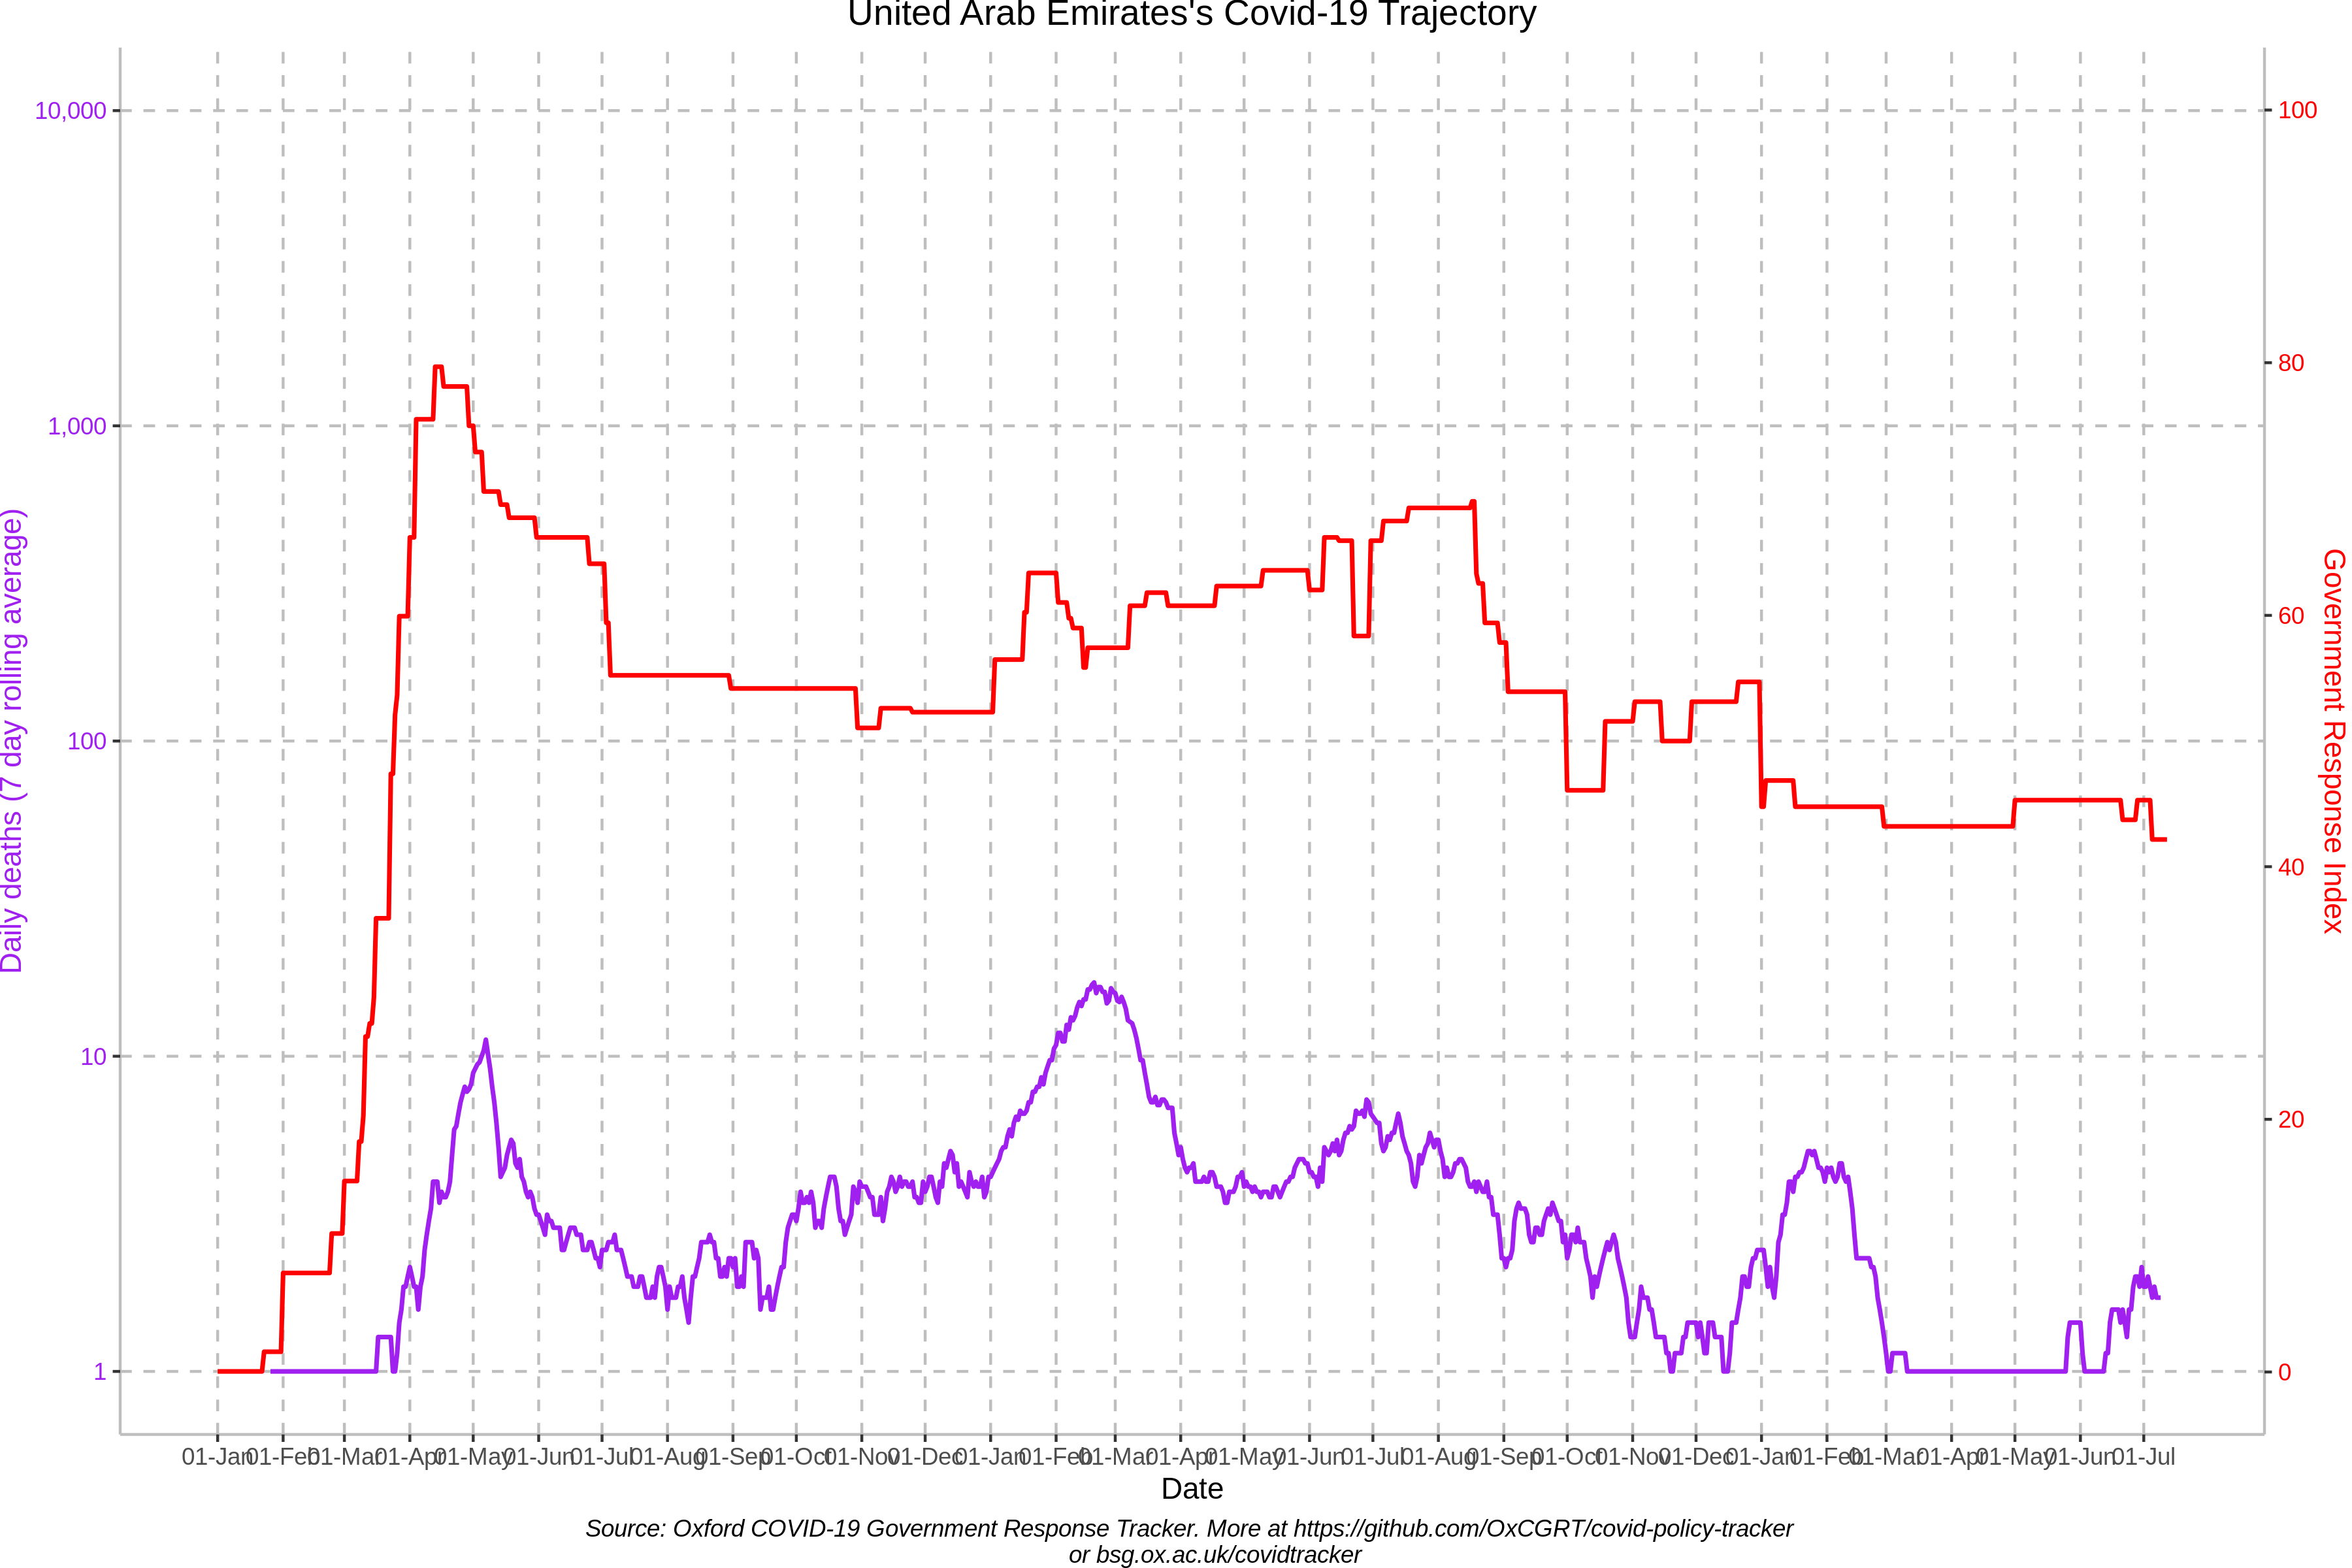 United Arab Emirates's Covid-19 Trajectory
10,000
1,000
100
10
1
Daily deaths (7 day rolling average)
100
80
60
40
20
0
Government Response Index
01-Jan 01-Feb 01-Mar 01-Apr 01-May 01-Jun 01-Jul 01-Aug 01-Sep 01-Oct 01-Nov 01-Dec 01-Jan 01-Feb 01-Mar 01-Apr 01-May 01-Jun 01-Jul 01-Aug 01-Sep 01-Oct 01-Nov 01-Dec 01-Jan 01-Feb 01-Mar 01-Apr 01-May 01-Jun 01-Jul
Date
Source: Oxford COVID-19 Government Response Tracker. More at https://github.com/OxCGRT/covid-policy-tracker
or bsg.ox.ac.uk/covidtracker